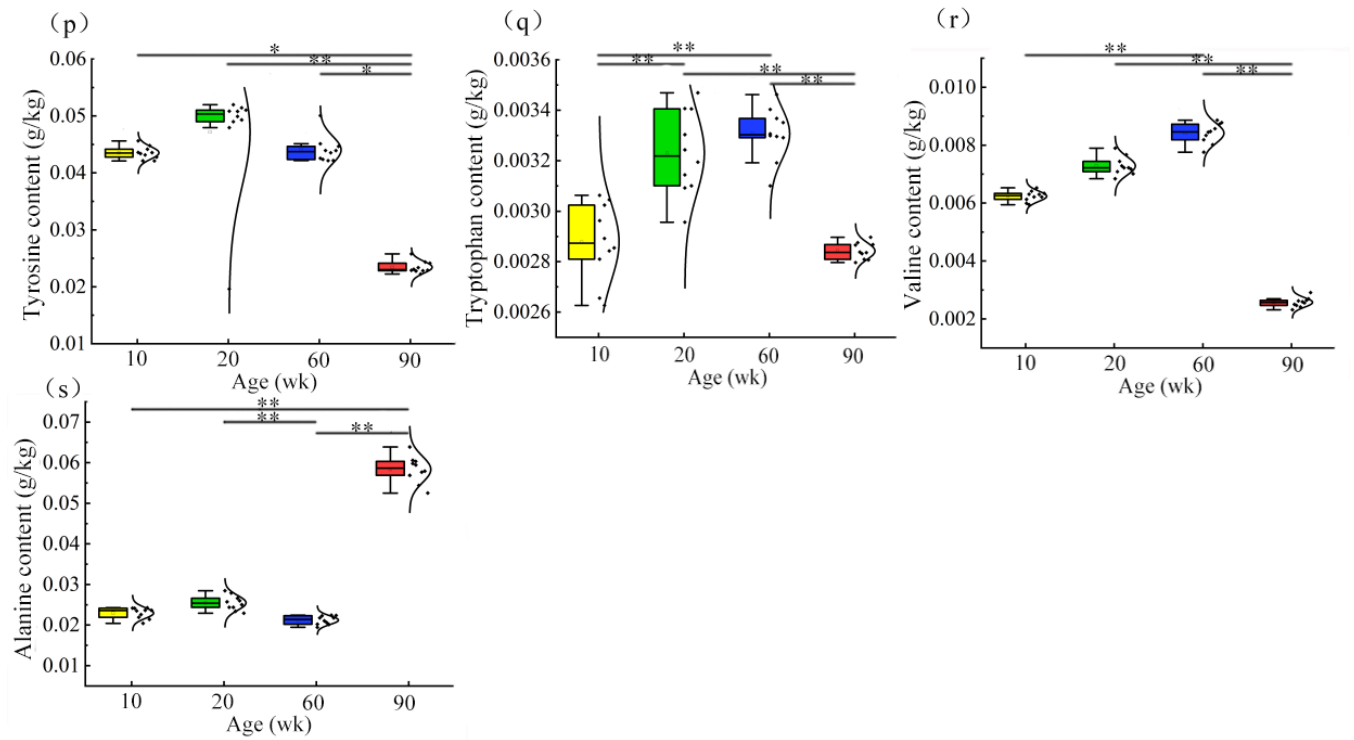 (p)
Tyrosine content (g/kg)
0.06
0.05
0.04
0.03
0.02
0.01
*
**
*
10 20 60 90
Age (wk)
(q)
Tryptophan content (g/kg)
0.0036
0.0034
0.0032
0.0030
0.0028
0.0026
**
**
**
**
10 20 60 90
Age (wk)
(r)
Valine content (g/kg)
0.010
0.008
0.006
0.004
0.002
**
**
**
10 20 60 90
Age (wk)
(s)
Alanine content (g/kg)
0.07
0.06
0.05
0.04
0.03
0.02
0.01
**
**
**
10 20 60 90
Age (wk)